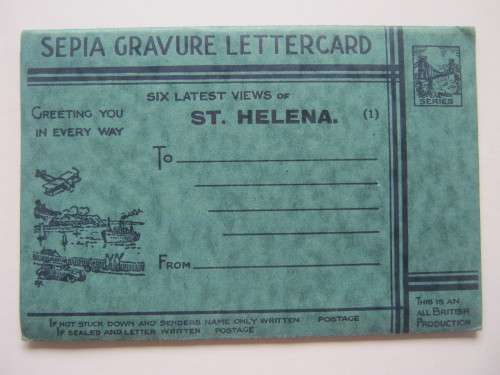 SEPIA GRAVURE LETTERCARD
SERIES
SIX LATEST VIEWS OF
ST. HELENA. (1)
GREETING YOU
IN EVERY WAY
TO
FROM
IF NOT STUCK DOWN AND SENDERS NAME ONLY WRITTEN POSTAGE
IF SEALED AND LETTER WRITTEN POSTAGE
THIS IS AN
ALL BRITISH
PRODUCTION